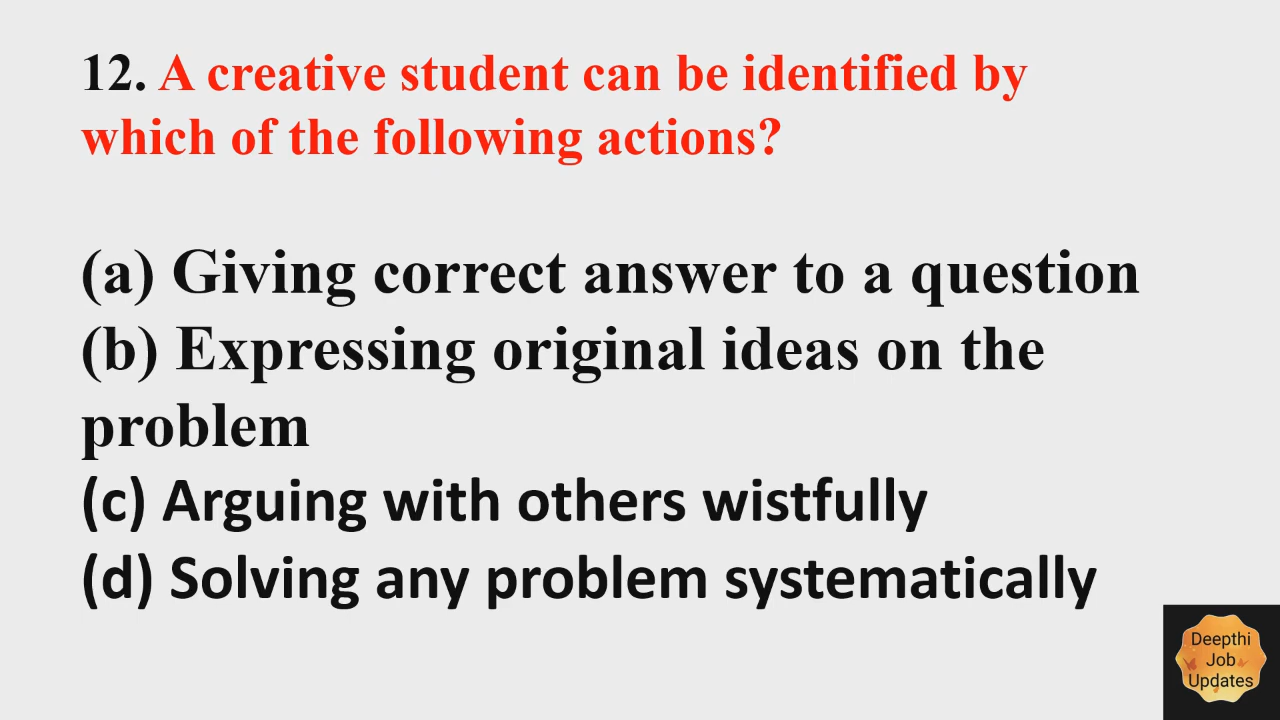 12. A creative student can be identified by
which of the following actions?
(a) Giving correct answer to a question
(b) Expressing original ideas on the
problem
(c) Arguing with others wistfully
(d) Solving any problem systematically
Deepthi
Job
Updates